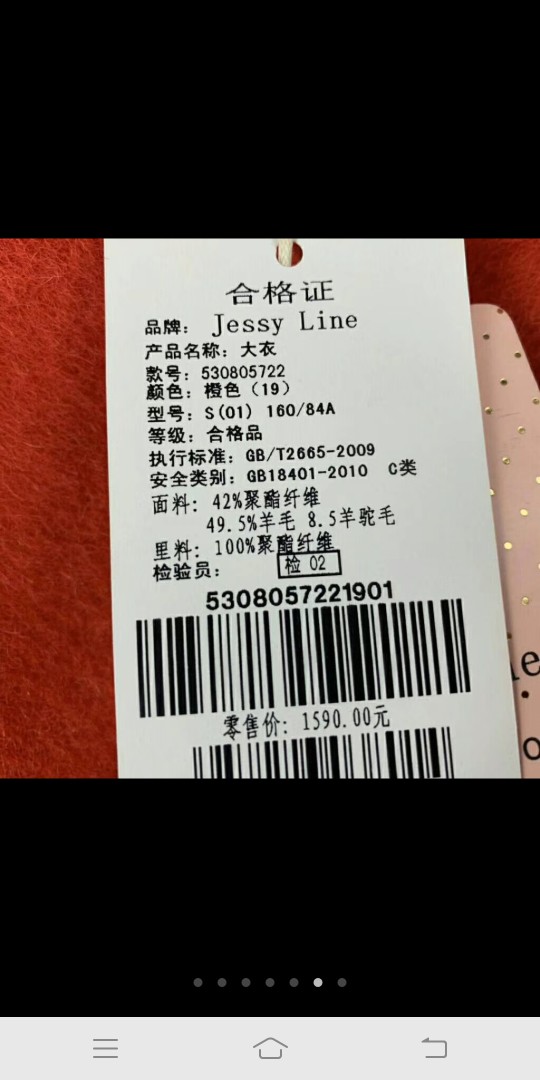 合格证
品牌: Jessy Line
产品名称: 大衣
款号: 530805722
颜色: 橙色（19）
型号: S(01) 160/84A
等级: 合格品
执行标准: GB/T2665-2009
安全类别: GB18401-2010 C类
面料: 42%聚酯纤维
49.5%羊毛 8.5羊驼毛
里料: 100%聚酯纤维
检验员: 检 02
5308057221901
零售价: 1590.00元